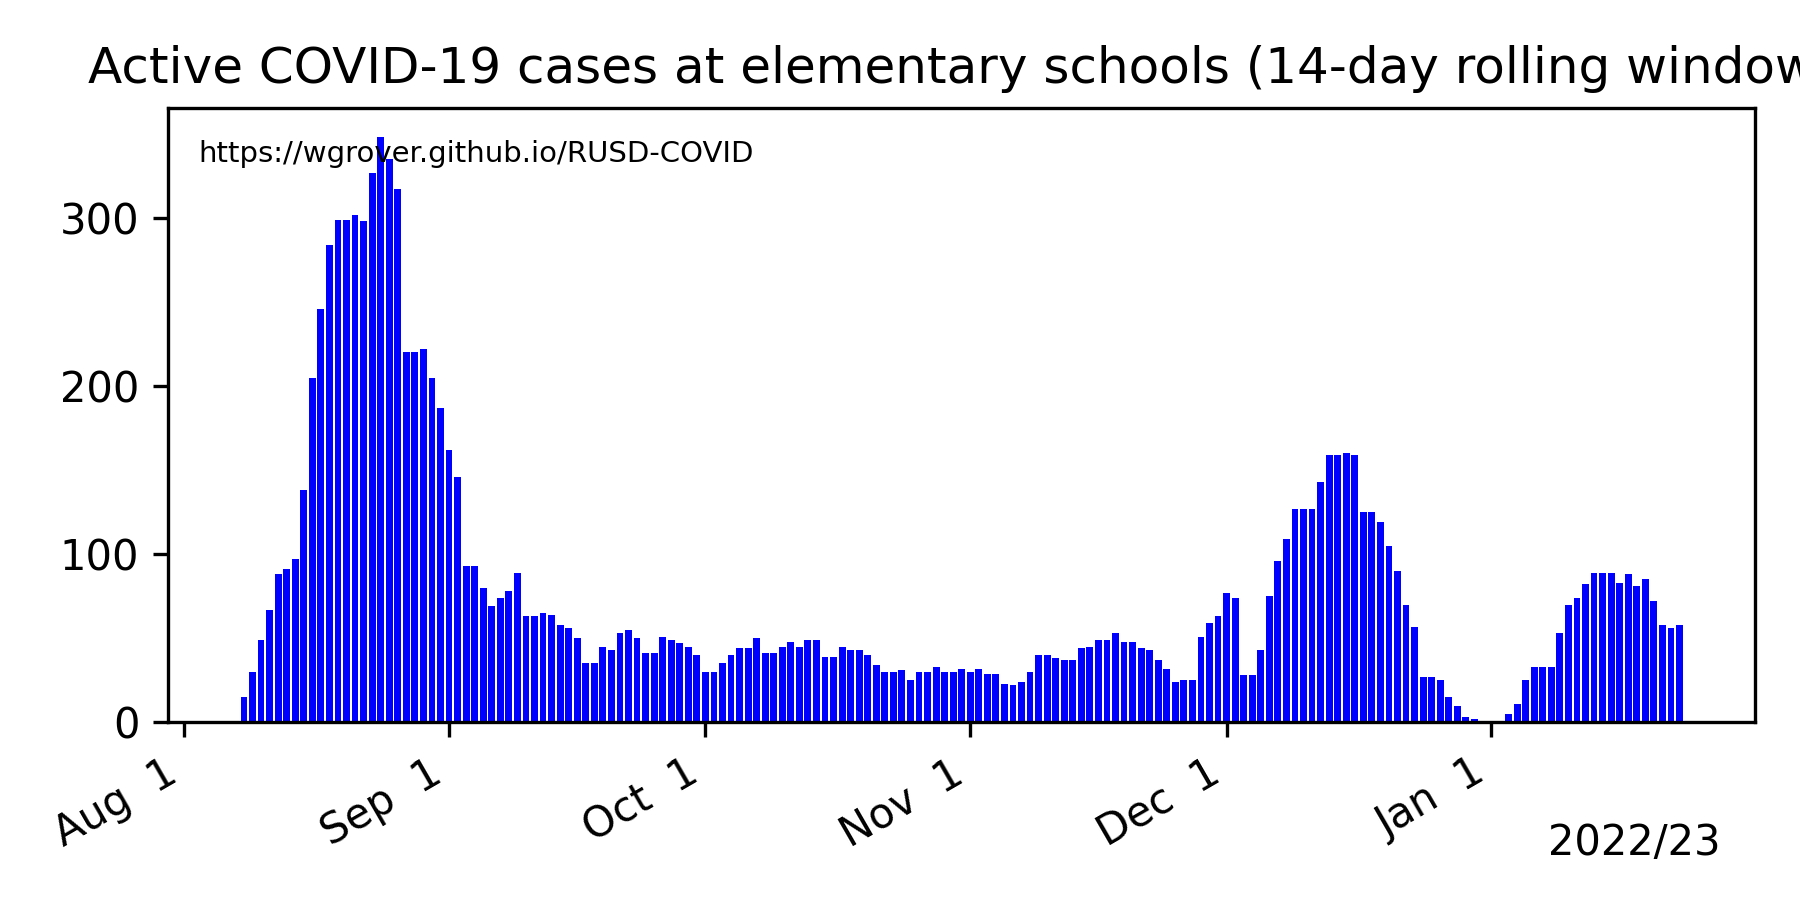 Active COVID-19 cases at elementary schools (14-day rolling window
https://wgrover.github.io/RUSD-COVID
300
200
100
0
Aug 1
Sep 1
Oct 1
Nov 1
Dec 1
Jan 1
2022/23